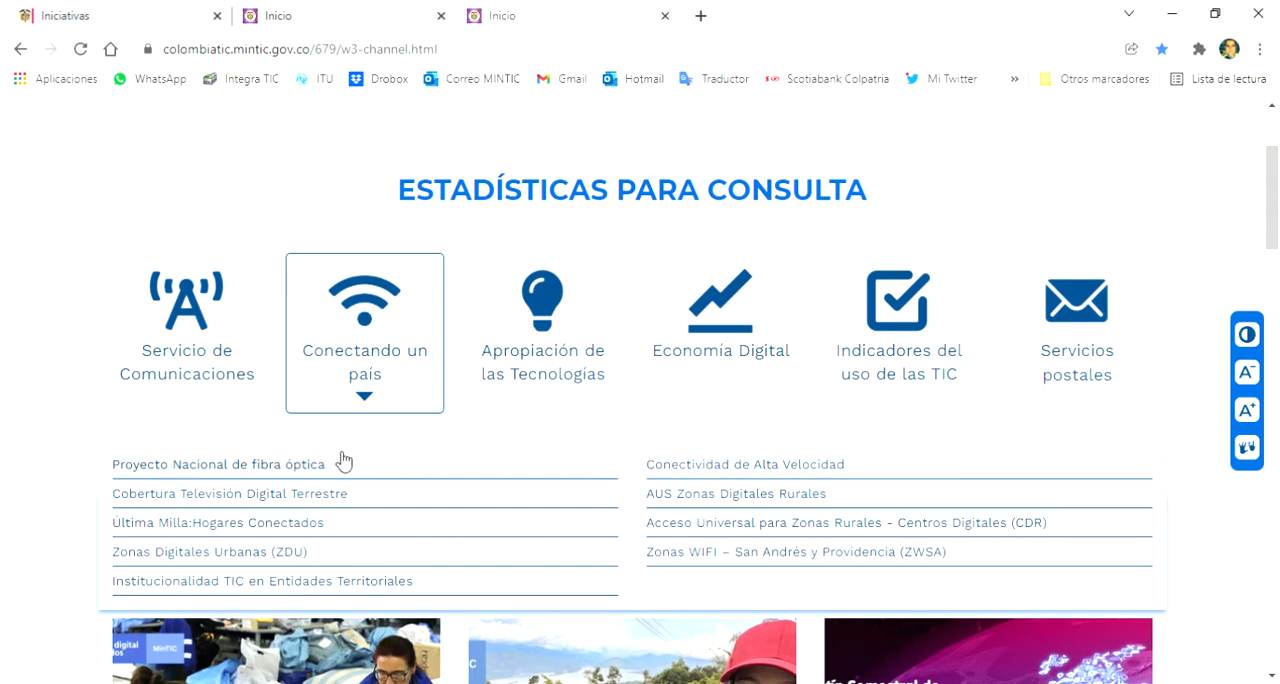 Iniciativas
Inicio
Inicio
colombiatic.mintic.gov.co/679/w3-channel.html
Aplicaciones WhatsApp Integra TIC ITU Drobox Correo MINTIC Gmail Hotmail Traductor Scotiabank Colpatria Mi Twitter » Otros marcadores Lista de lectura
ESTADÍSTICAS PARA CONSULTA
Servicio de
Comunicaciones
Conectando un
país
Apropiación de
las Tecnologías
Economía Digital
Indicadores del
uso de las TIC
Servicios
postales
A-
A+
Proyecto Nacional de fibra óptica
Cobertura Televisión Digital Terrestre
Última Milla:Hogares Conectados
Zonas Digitales Urbanas (ZDU)
Institucionalidad TIC en Entidades Territoriales
Conectividad de Alta Velocidad
AUS Zonas Digitales Rurales
Acceso Universal para Zonas Rurales - Centros Digitales (CDR)
Zonas WIFI – San Andrés y Providencia (ZWSA)
digital
MinTIC
Semestral de